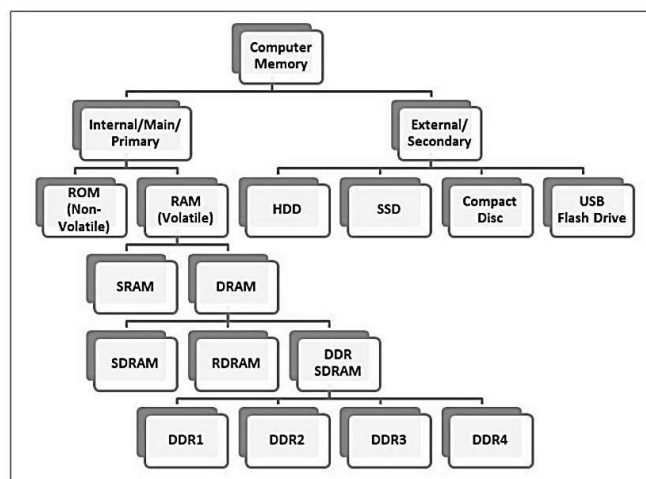 Computer
Memory
Internal/Main/
Primary
External/
Secondary
ROM
(Non-
Volatile)
RAM
(Volatile)
HDD
SSD
Compact
Disc
USB
Flash Drive
SRAM
DRAM
SDRAM
RDRAM
DDR
SDRAM
DDR1
DDR2
DDR3
DDR4